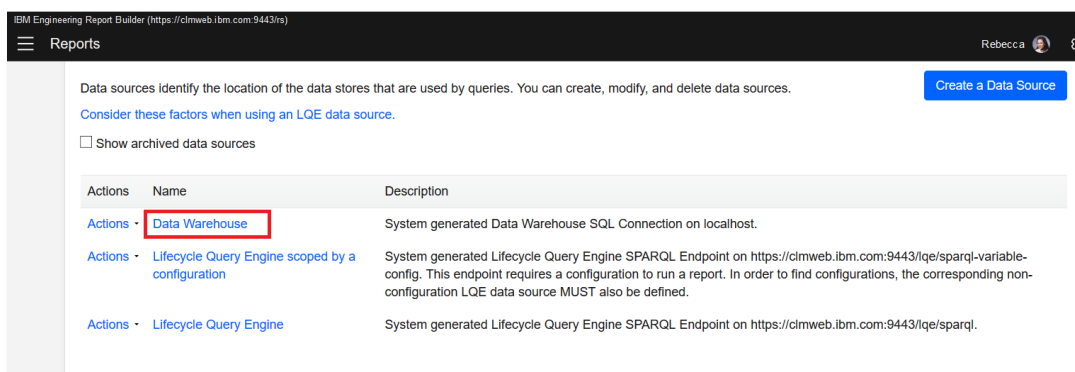 IBM Engineering Report Builder (https://clmweb.ibm.com:9443/rs)
Reports
Rebecca
Data sources identify the location of the data stores that are used by queries. You can create, modify, and delete data sources.
Create a Data Source
Consider these factors when using an LQE data source.
Show archived data sources
Actions Name Description
Actions Data Warehouse System generated Data Warehouse SQL Connection on localhost.
Actions Lifecycle Query Engine scoped by a System generated Lifecycle Query Engine SPARQL Endpoint on https://clmweb.ibm.com:9443/lqe/sparql-variable-
configuration config. This endpoint requires a configuration to run a report. In order to find configurations, the corresponding non-
configuration LQE data source MUST also be defined.
Actions Lifecycle Query Engine System generated Lifecycle Query Engine SPARQL Endpoint on https://clmweb.ibm.com:9443/lqe/sparql.